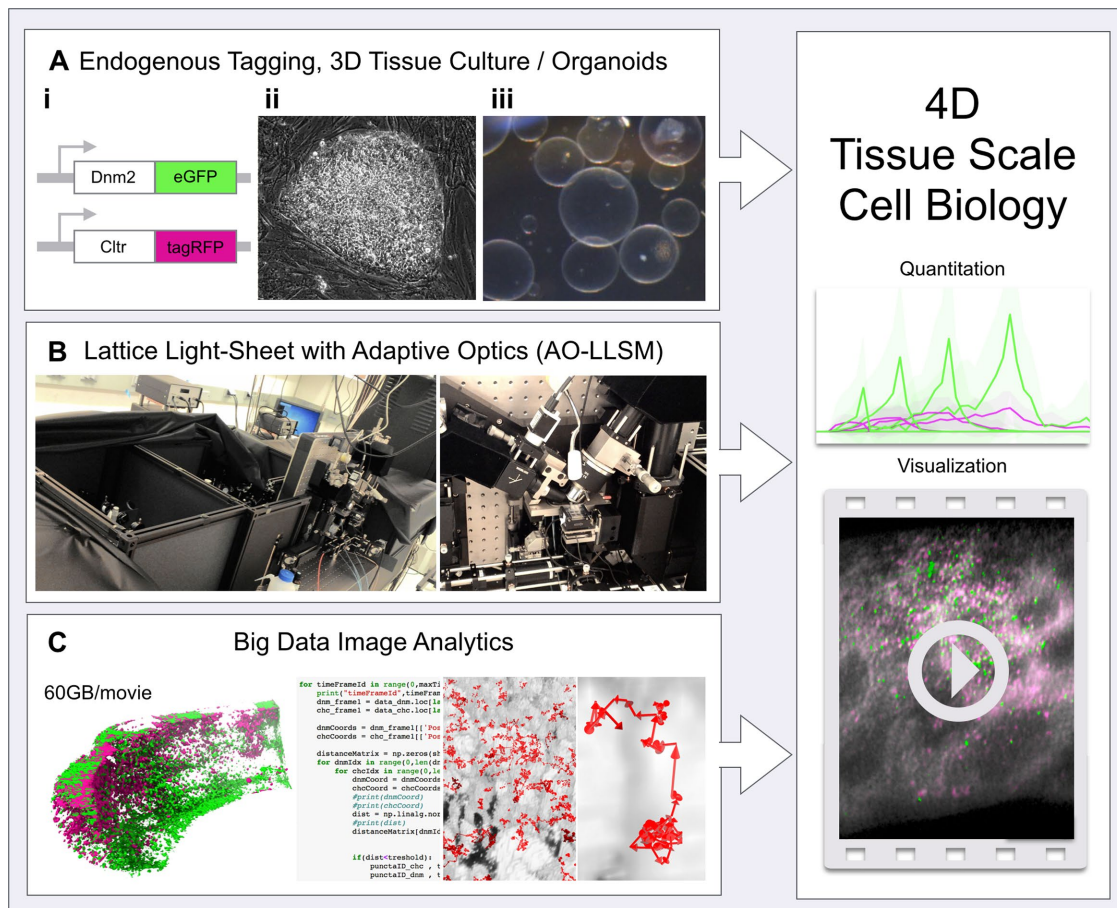 A Endogenous Tagging, 3D Tissue Culture / Organoids
i
ii
iii
Dnm2
eGFP
Cltr
tagRFP
B Lattice Light-Sheet with Adaptive Optics (AO-LLSM)
C Big Data Image Analytics
60GB/movie
for timeFrameId in range(0,maxTi
print("timeFrameId",timeFram
dnm_frame1 = data_dnm.loc[la
chc_frame1 = data_chc.loc[la
dnmCoords = dnm_frame1[['Pos
chcCoords = chc_frame1[['Pos
distanceMatrix = np.zeros(sh
for dnmIdx in range(0,len(dn
for chcIdx in range(0,le
dnmCoord = dnmCoords
chcCoord = chcCoords
#print(dnmCoord)
#print(chcCoord)
dist = np.linalg.nor
#print(dist)
distanceMatrix[dnmId
if(dist<treshold):
punctaID_chc , t
punctaID_dnm , t
4D
Tissue Scale
Cell Biology
Quantitation
Visualization